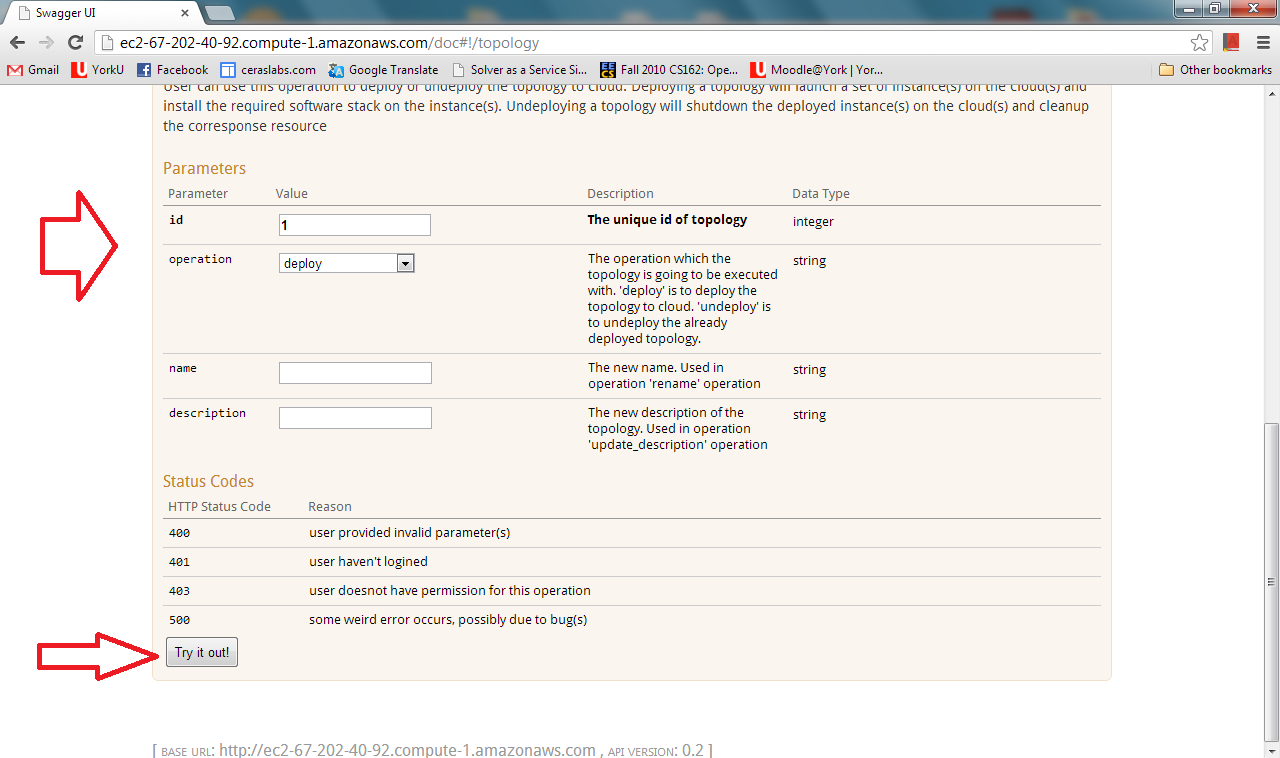 Swagger UI
ec2-67-202-40-92.compute-1.amazonaws.com/doc#!/topology
Gmail YorkU Facebook ceraslabs.com Google Translate Solver as a Service Si... EECS Fall 2010 CS162: Ope... Moodle@York | Yor... Other bookmarks
User can use this operation to deploy or undeploy the topology to cloud. Deploying a topology will launch a set of instance(s) on the cloud(s) and
install the required software stack on the instance(s). Undeploying a topology will shutdown the deployed instance(s) on the cloud(s) and cleanup
the corresponse resource
Parameters
Parameter Value Description Data Type
id 1 The unique id of topology integer
operation deploy The operation which the string
topology is going to be executed
with. 'deploy' is to deploy the
topology to cloud. 'undeploy' is
to undeploy the already
deployed topology.
name The new name. Used in string
operation 'rename' operation
description The new description of the string
topology. Used in operation
'update_description' operation
Status Codes
HTTP Status Code Reason
400 user provided invalid parameter(s)
401 user haven't logined
403 user doesnot have permission for this operation
500 some weird error occurs, possibly due to bug(s)
Try it out!
[ BASE URL: http://ec2-67-202-40-92.compute-1.amazonaws.com , API VERSION: 0.2 ]